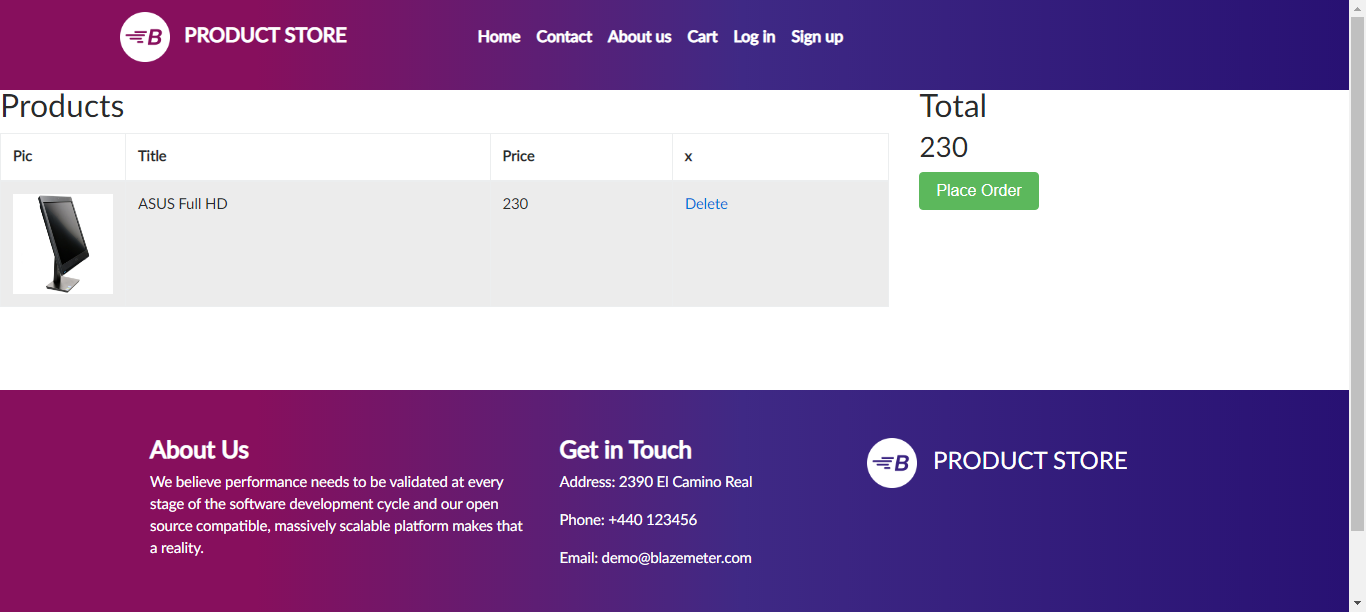 B PRODUCT STORE Home Contact About us Cart Log in Sign up
Products
Pic Title Price x
ASUS Full HD 230 Delete
Total
230
Place Order
About Us
We believe performance needs to be validated at every
stage of the software development cycle and our open
source compatible, massively scalable platform makes that
a reality.
Get in Touch
Address: 2390 El Camino Real
Phone: +440 123456
Email: demo@blazemeter.com
B PRODUCT STORE